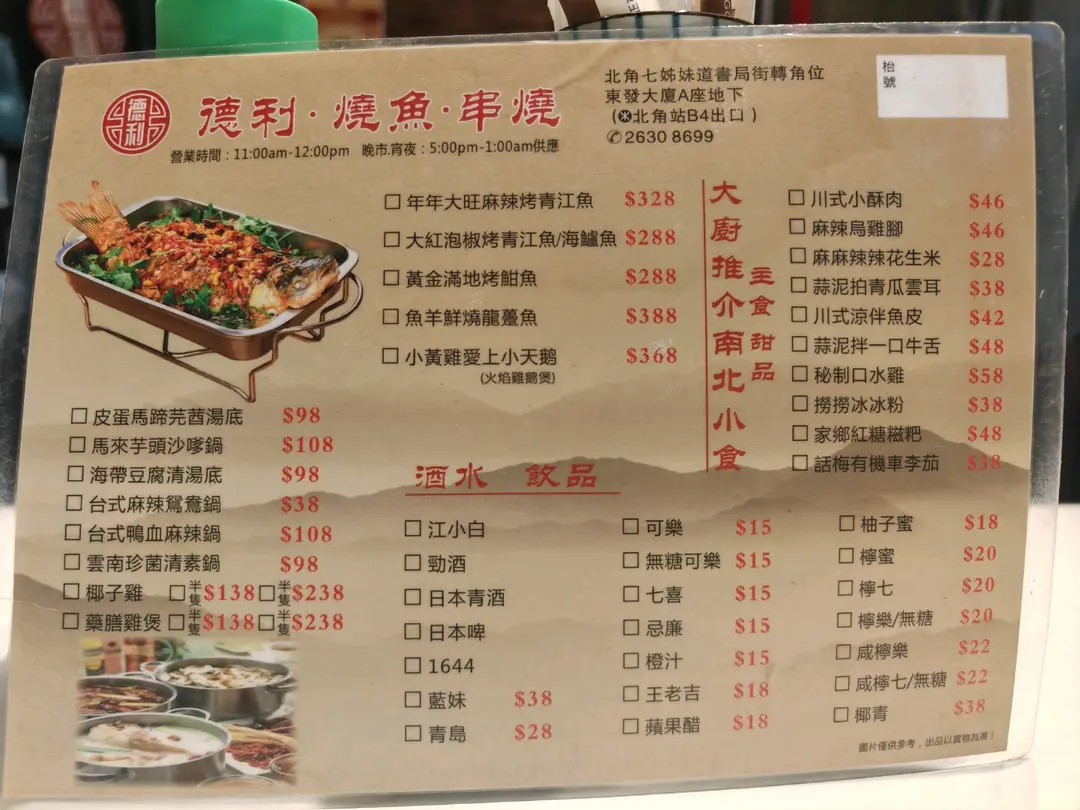 德利
德利·燒魚·串燒
營業時間：11:00am-12:00pm 晚市.宵夜：5:00pm-1:00am供應
北角七姊妹道書局街轉角位
東發大廈A座地下
(北角站B4出口)
✆2630 8699
枱號
年年大旺麻辣烤青江魚 $328
大紅泡椒烤青江魚/海鱸魚 $288
黃金滿地烤鮒魚 $288
魚羊鮮燒龍躉魚 $388
小黃雞愛上小天鵝 $368
(火焰雞鵝煲)
大廚推介南北小食
主食甜品
川式小酥肉 $46
麻辣烏雞腳 $46
麻麻辣辣花生米 $28
蒜泥拍青瓜雲耳 $38
川式涼伴魚皮 $42
蒜泥拌一口牛舌 $48
秘制口水雞 $58
撈撈冰冰粉 $38
家鄉紅糖糍粑 $48
話梅有機車李茄 $38
皮蛋馬蹄芫茜湯底 $98
馬來芋頭沙嗲鍋 $108
海帶豆腐清湯底 $98
台式麻辣鴛鴦鍋 $38
台式鴨血麻辣鍋 $108
雲南珍菌清素鍋 $98
椰子雞 半隻 $138 半隻 $238
藥膳雞煲 半隻 $138 半隻 $238
酒水 飲品
江小白
勁酒
日本青酒
日本啤
1644
藍妹 $38
青島 $28
可樂 $15
無糖可樂 $15
七喜 $15
忌廉 $15
橙汁 $15
王老吉 $18
蘋果醋 $18
柚子蜜 $18
檸蜜 $20
檸七 $20
檸樂/無糖 $20
咸檸樂 $22
咸檸七/無糖 $22
椰青 $38
圖片僅供參考，出品以實物為準！